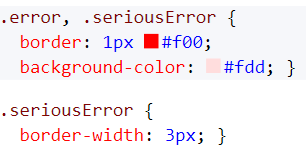 .error, .seriousError {
border: 1px #f00;
background-color: #fdd; }
.seriousError {
border-width: 3px; }